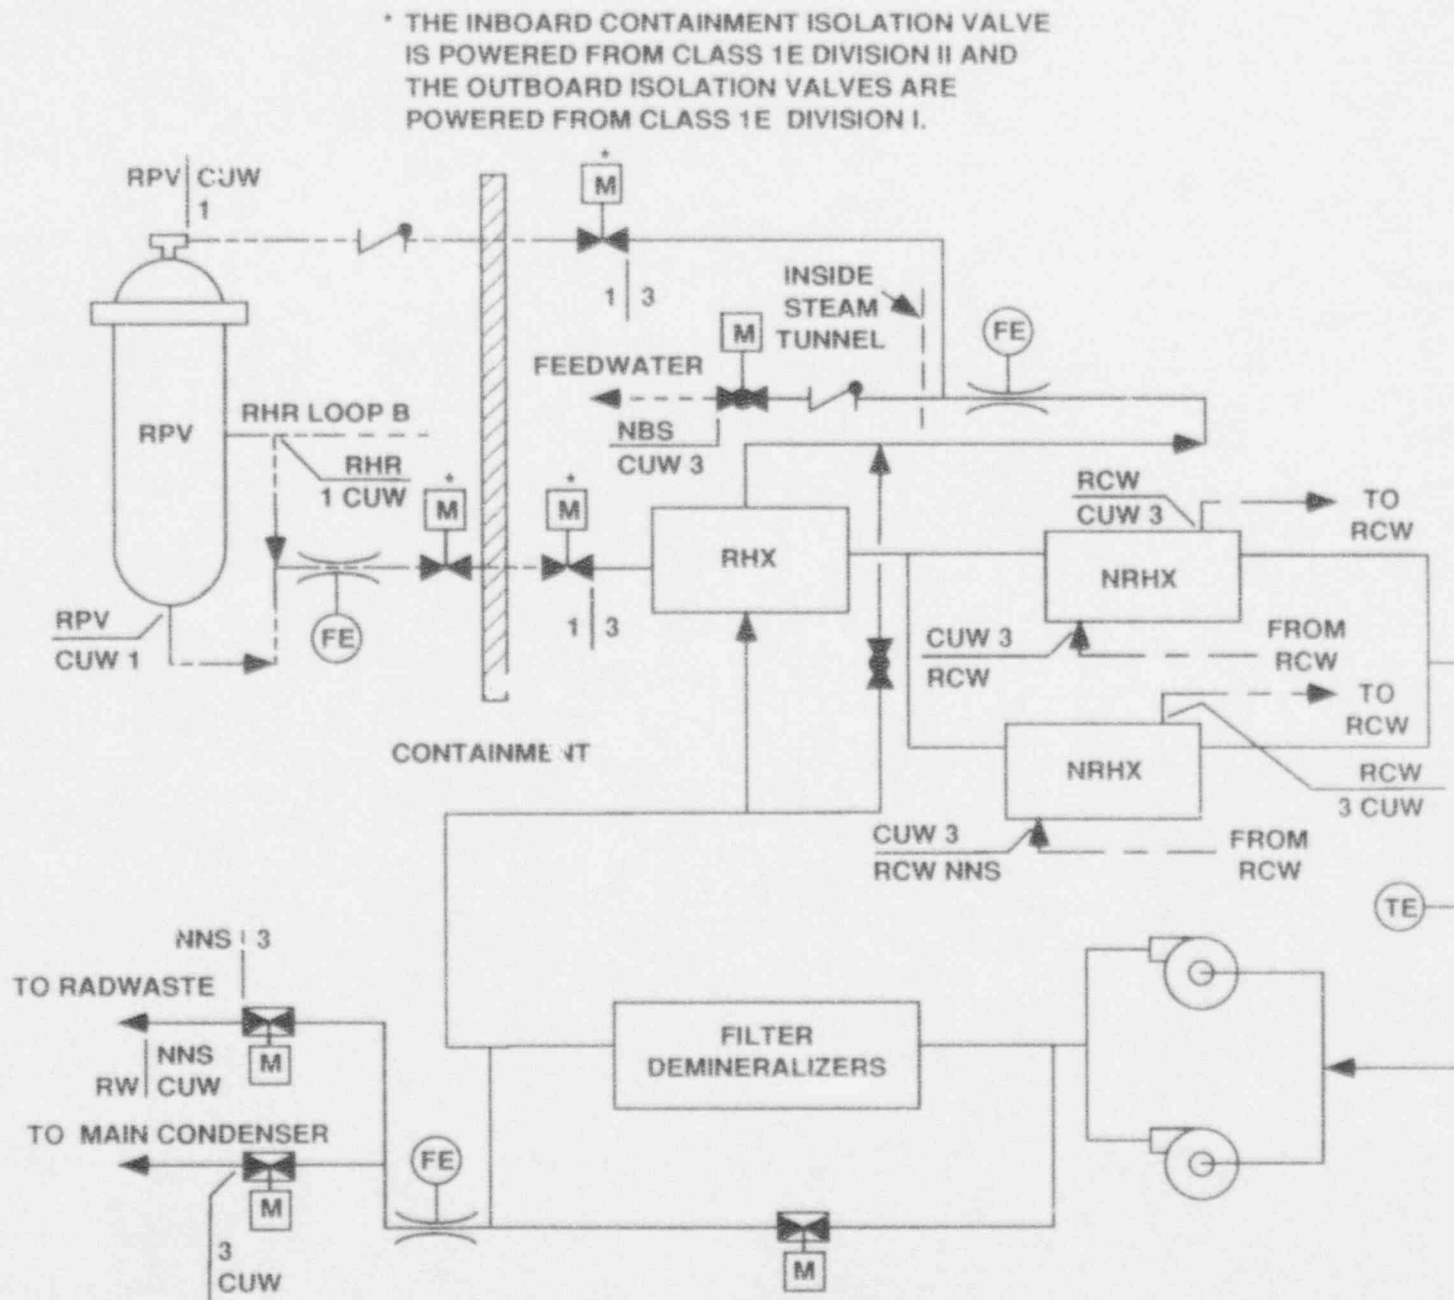 * THE INBOARD CONTAINMENT ISOLATION VALVE
IS POWERED FROM CLASS 1E DIVISION II AND
THE OUTBOARD ISOLATION VALVES ARE
POWERED FROM CLASS 1E DIVISION I.
RPV CUW
1
*
M
1 3
INSIDE
STEAM
TUNNEL
M
FE
FEEDWATER
NBS
CUW 3
RPV
RHR LOOP B
RHR
1 CUW
*
M
*
M
RHX
RCW
CUW 3
TO
RCW
NRHX
FE
1 3
RPV
CUW 1
CUW 3
RCW
FROM
RCW
TO
RCW
NRHX
RCW
3 CUW
CONTAINMENT
CUW 3
RCW NNS
FROM
RCW
TE
NNS 3
TO RADWASTE
M
NNS
RW CUW
FILTER
DEMINERALIZERS
TO MAIN CONDENSER
M
FE
3
CUW
M